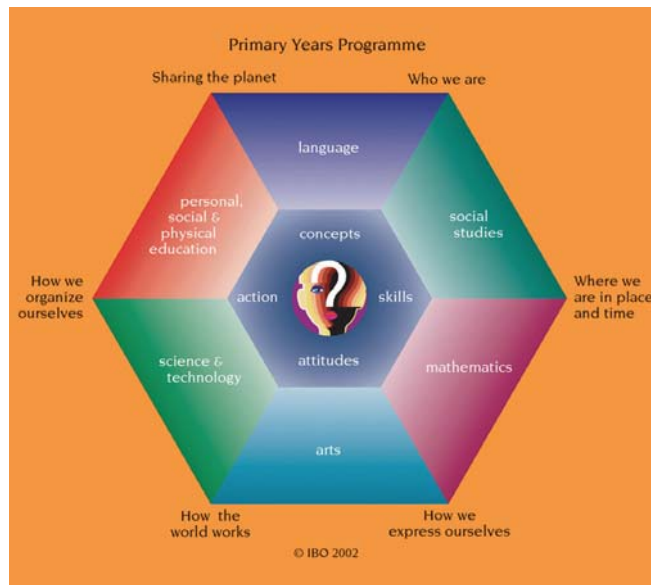 Primary Years Programme
Sharing the planet
Who we are
language
personal,
social &
physical
education
social
studies
concepts
How we
organize
ourselves
action
?
skills
Where we
are in place
and time
science &
technology
attitudes
mathematics
arts
How the
world works
How we
express ourselves
© IBO 2002